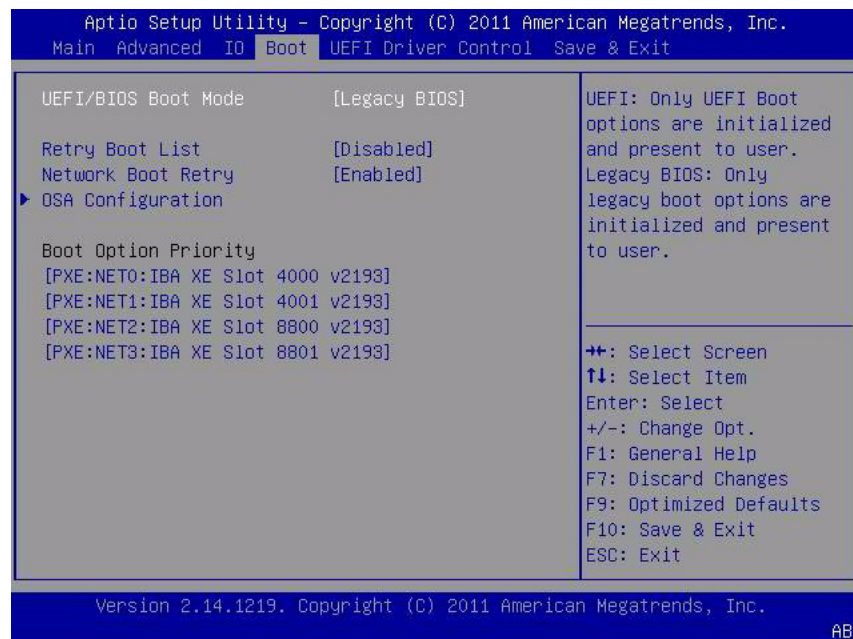 Aptio Setup Utility – Copyright (C) 2011 American Megatrends, Inc.
Main Advanced IO Boot UEFI Driver Control Save & Exit
UEFI/BIOS Boot Mode [Legacy BIOS]
Retry Boot List [Disabled]
Network Boot Retry [Enabled]
OSA Configuration
Boot Option Priority
[PXE:NET0:IBA XE Slot 4000 v2193]
[PXE:NET1:IBA XE Slot 4001 v2193]
[PXE:NET2:IBA XE Slot 8800 v2193]
[PXE:NET3:IBA XE Slot 8801 v2193]
UEFI: Only UEFI Boot
options are initialized
and present to user.
Legacy BIOS: Only
legacy boot options are
initialized and present
to user.
→←: Select Screen
↑↓: Select Item
Enter: Select
+/-: Change Opt.
F1: General Help
F7: Discard Changes
F9: Optimized Defaults
F10: Save & Exit
ESC: Exit
Version 2.14.1219. Copyright (C) 2011 American Megatrends, Inc.
AB